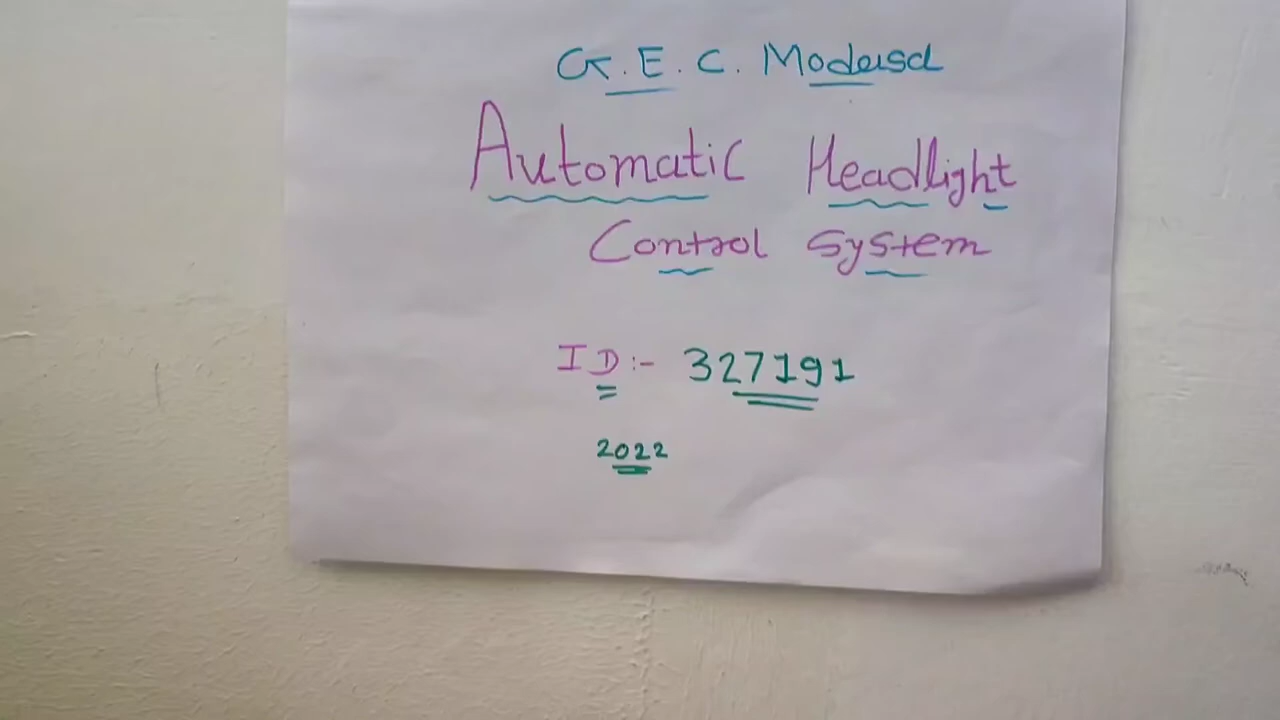 G.E.C. Modasa
Automatic Headlight
Control System
ID:- 327191
2022